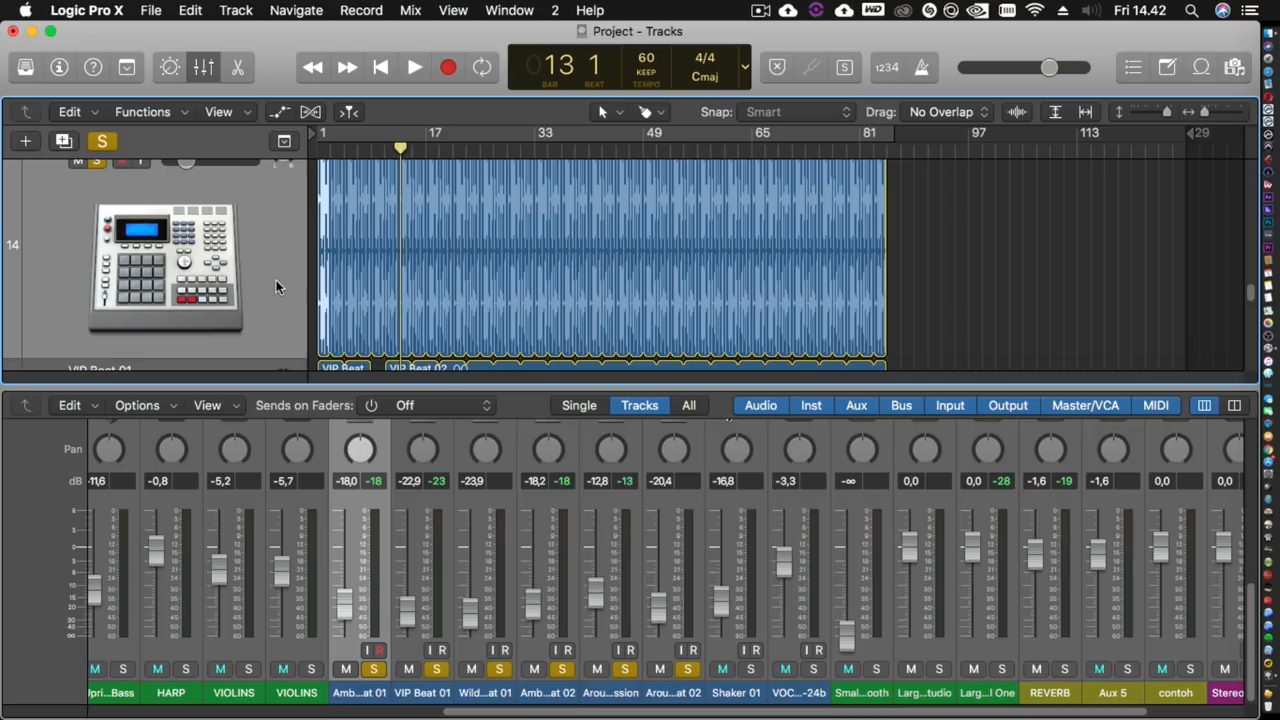 Logic Pro X File Edit Track Navigate Record Mix View Window 2 Help Fri 14.42
Project - Tracks
13 1 60 4/4
KEEP Cmaj
BAR BEAT TEMPO
1234
Edit Functions View Snap: Smart Drag: No Overlap
S 1 17 33 49 65 81 97 113 29
M S R I
14
VIP Beat 01 VIP Beat VIP Beat 02
Edit Options View Sends on Faders: Off Single Tracks All Audio Inst Aux Bus Input Output Master/VCA MIDI
Pan
dB -11,6 -0,8 -5,2 -5,7 -18,0 -18 -22,9 -23 -23,9 -18,2 -18 -12,8 -13 -20,4 -16,8 -3,3 -∞ 0,0 0,0 -28 -1,6 -19 -1,6 0,0 0,0
I R I R I R I R I R I R I R I R
M S M S M S M S M S M S M S M S M S M S M S M S M S M S M S M S M S M S M
Upri...Bass HARP VIOLINS VIOLINS Amb...at 01 VIP Beat 01 Wild...at 01 Amb...at 02 Arou...ssion Arou...at 02 Shaker 01 VOC...-24b Smal...ooth Larg...tudio Larg...l One REVERB Aux 5 contoh Stereo